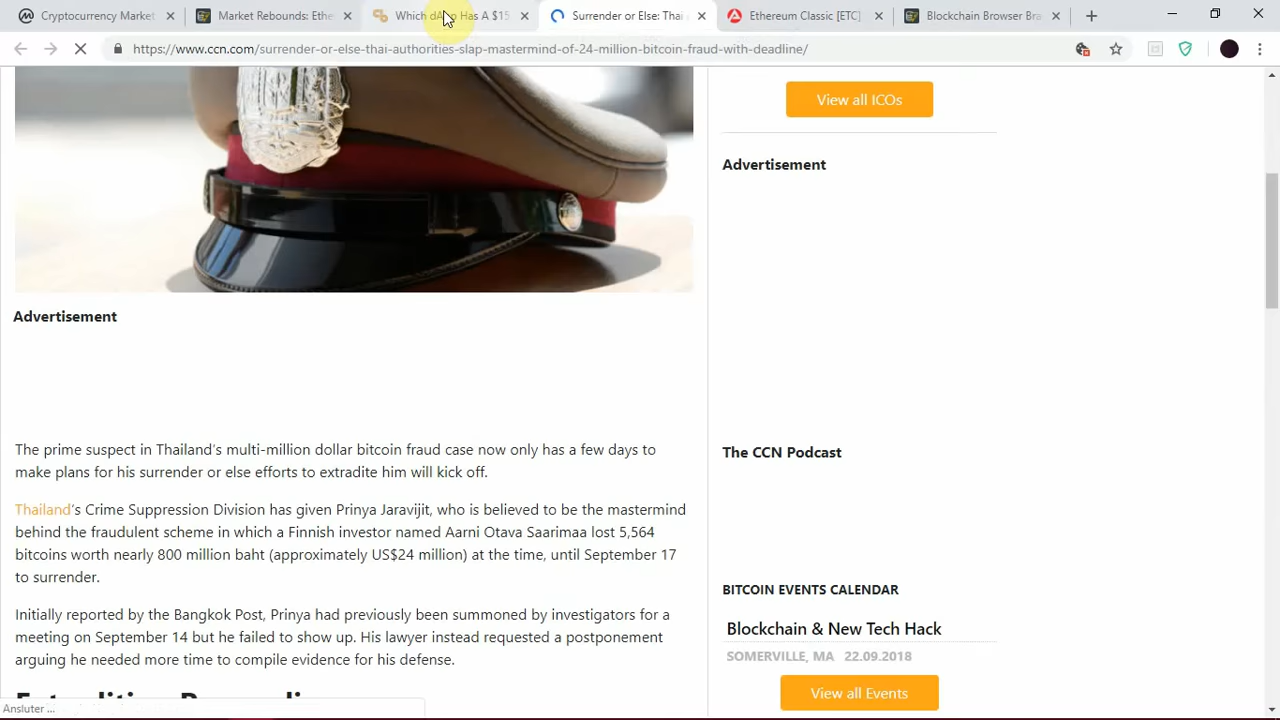 Cryptocurrency Market
Market Rebounds: Ethe
Which dApp Has A $15
Surrender or Else: Thai
Ethereum Classic [ETC]
Blockchain Browser Bra
https://www.ccn.com/surrender-or-else-thai-authorities-slap-mastermind-of-24-million-bitcoin-fraud-with-deadline/
View all ICOs
Advertisement
Advertisement
The prime suspect in Thailand's multi-million dollar bitcoin fraud case now only has a few days to
make plans for his surrender or else efforts to extradite him will kick off.
Thailand's Crime Suppression Division has given Prinya Jaravijit, who is believed to be the mastermind
behind the fraudulent scheme in which a Finnish investor named Aarni Otava Saarimaa lost 5,564
bitcoins worth nearly 800 million baht (approximately US$24 million) at the time, until September 17
to surrender.
Initially reported by the Bangkok Post, Prinya had previously been summoned by investigators for a
meeting on September 14 but he failed to show up. His lawyer instead requested a postponement
arguing he needed more time to compile evidence for his defense.
The CCN Podcast
BITCOIN EVENTS CALENDAR
Blockchain & New Tech Hack
SOMERVILLE, MA 22.09.2018
View all Events
Ansluter ...